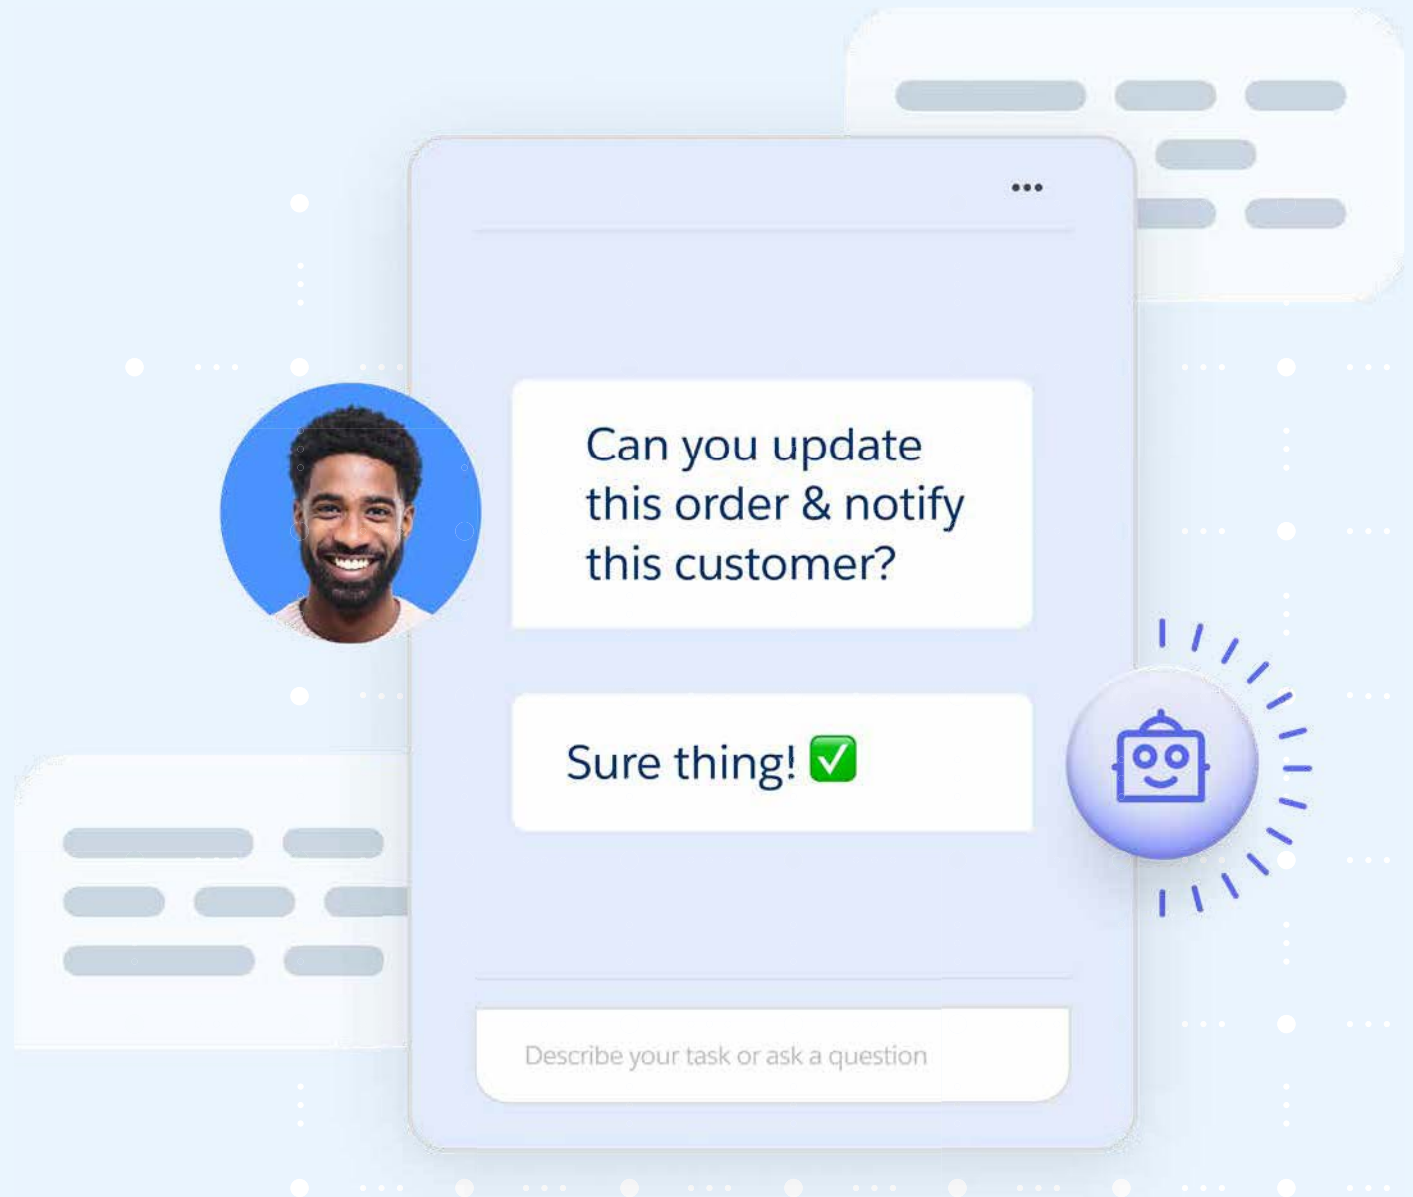 Can you update
this order & notify
this customer?
Sure thing! ✅
Describe your task or ask a question